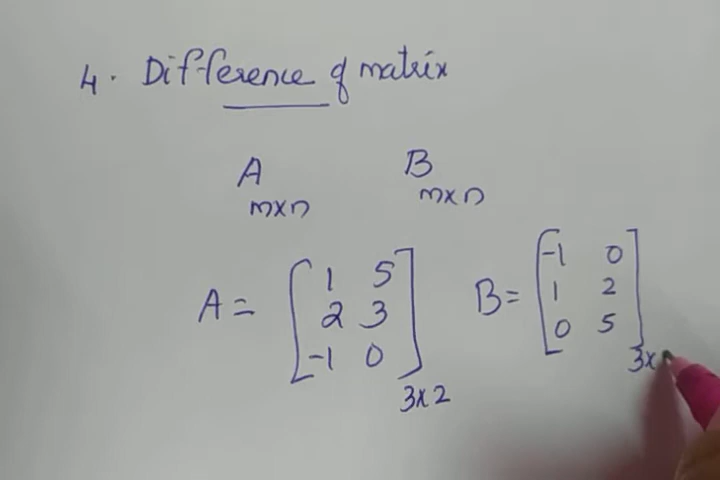 4. Difference of matrix
A B
mxn mxn
A = [ 1 5 B = [ -1 0
2 3 1 2
-1 0 ] 0 5 ]
3x2 3x